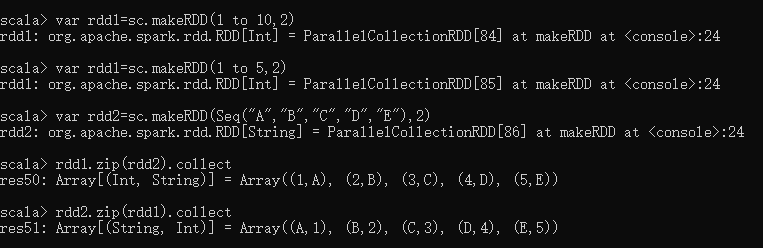 scala> var rdd1=sc.makeRDD(1 to 10,2)
rdd1: org.apache.spark.rdd.RDD[Int] = ParallelCollectionRDD[84] at makeRDD at <console>:24
scala> var rdd1=sc.makeRDD(1 to 5,2)
rdd1: org.apache.spark.rdd.RDD[Int] = ParallelCollectionRDD[85] at makeRDD at <console>:24
scala> var rdd2=sc.makeRDD(Seq("A","B","C","D","E"),2)
rdd2: org.apache.spark.rdd.RDD[String] = ParallelCollectionRDD[86] at makeRDD at <console>:24
scala> rdd1.zip(rdd2).collect
res50: Array[(Int, String)] = Array((1,A), (2,B), (3,C), (4,D), (5,E))
scala> rdd2.zip(rdd1).collect
res51: Array[(String, Int)] = Array((A,1), (B,2), (C,3), (D,4), (E,5))